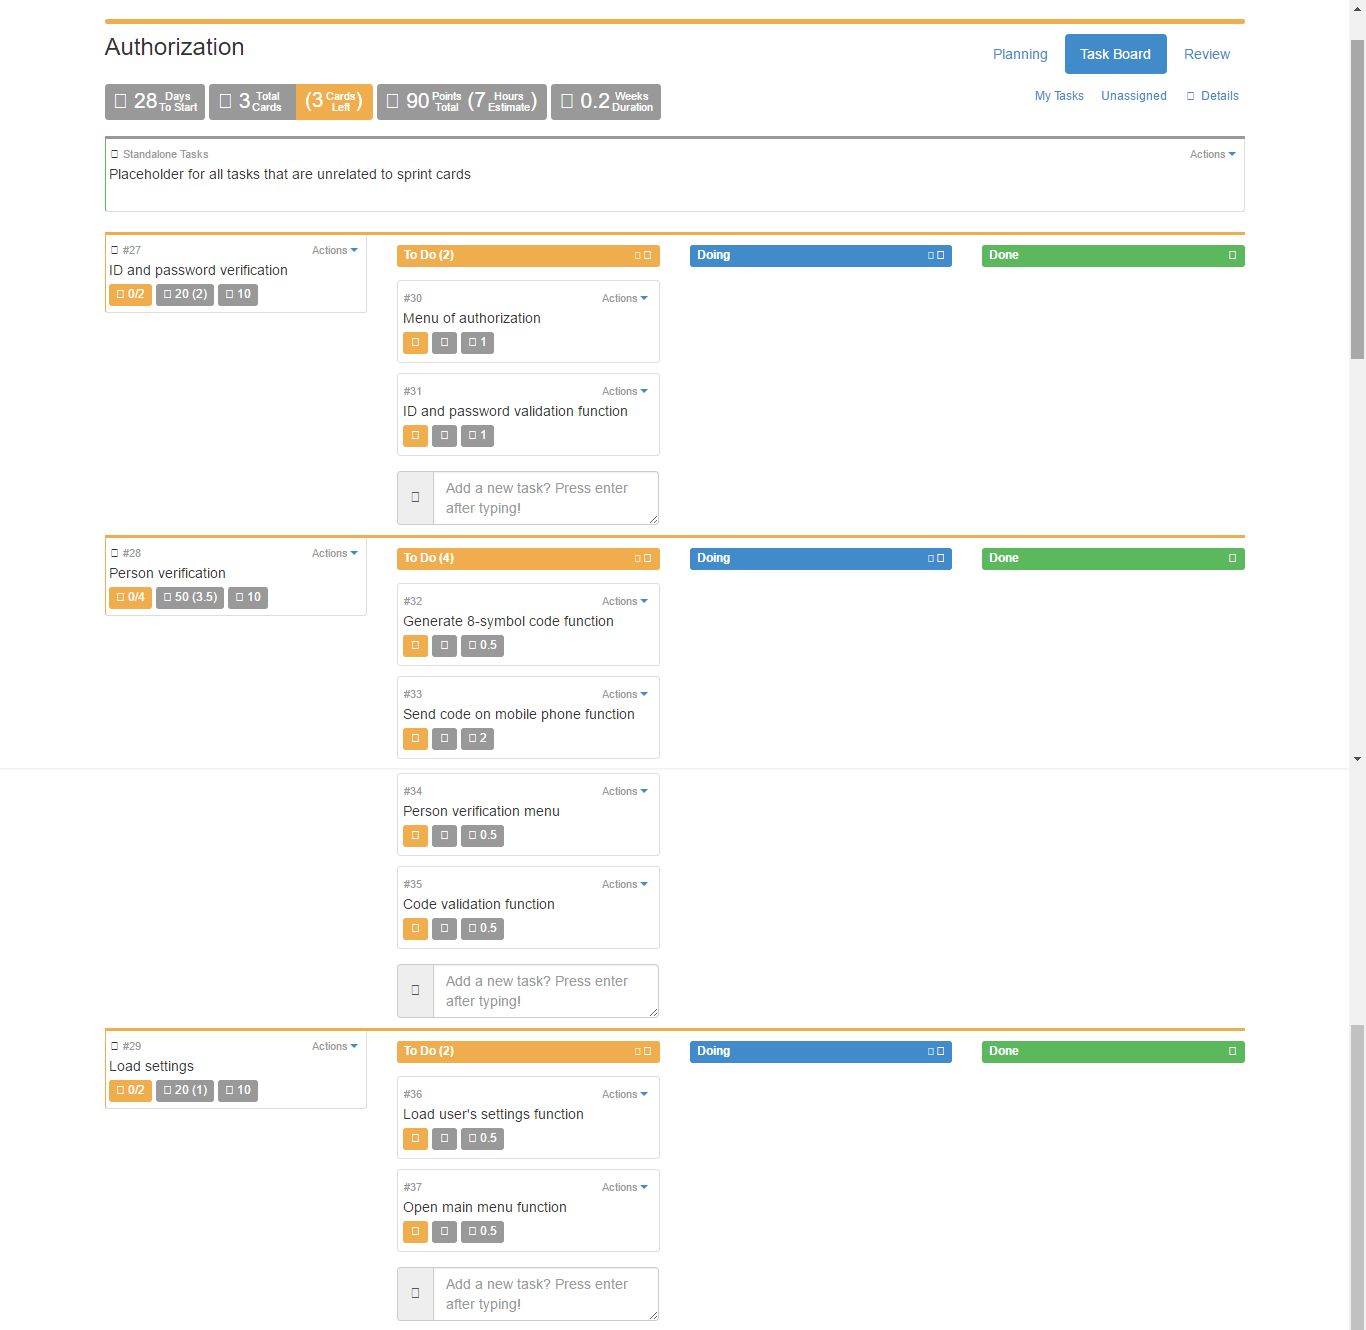 Authorization
Planning Task Board Review
28 Days To Start 3 Total Cards (3 Cards Left) 90 Points Total (7 Hours Estimate) 0.2 Weeks Duration
My Tasks Unassigned Details
Standalone Tasks Actions
Placeholder for all tasks that are unrelated to sprint cards
#27 Actions
ID and password verification
0/2 20 (2) 10
To Do (2) Doing Done
#30 Actions
Menu of authorization
1
#31 Actions
ID and password validation function
1
Add a new task? Press enter
after typing!
#28 Actions
Person verification
0/4 50 (3.5) 10
To Do (4) Doing Done
#32 Actions
Generate 8-symbol code function
0.5
#33 Actions
Send code on mobile phone function
2
#34 Actions
Person verification menu
0.5
#35 Actions
Code validation function
0.5
Add a new task? Press enter
after typing!
#29 Actions
Load settings
0/2 20 (1) 10
To Do (2) Doing Done
#36 Actions
Load user's settings function
0.5
#37 Actions
Open main menu function
0.5
Add a new task? Press enter
after typing!